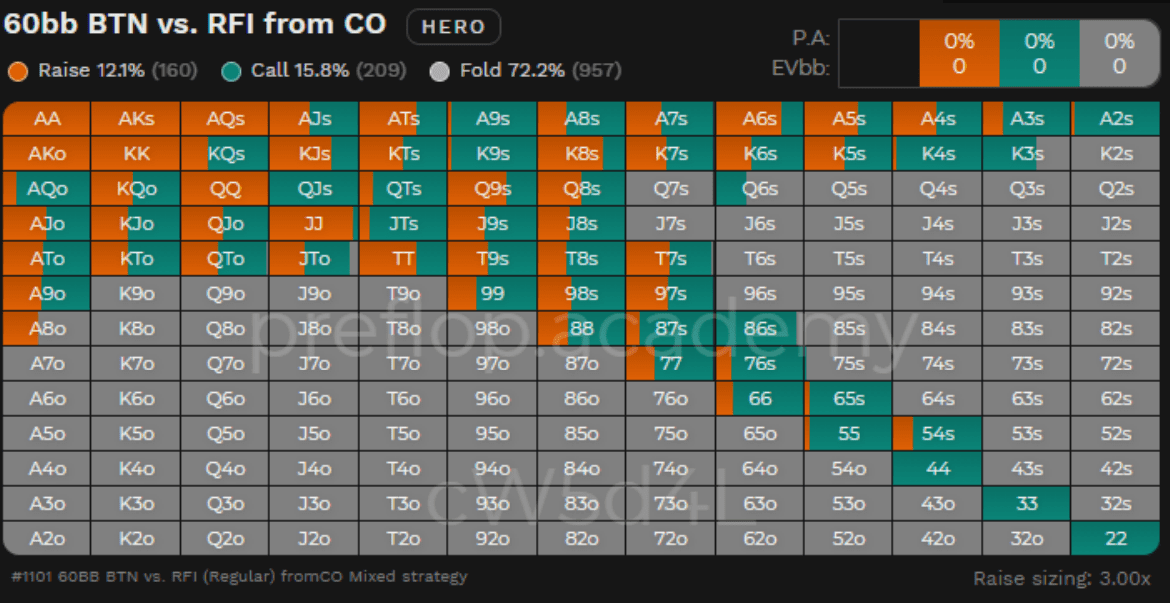 60bb BTN vs. RFI from CO HERO
P.A: 0% 0% 0%
EVbb: 0 0 0
Raise 12.1% (160) Call 15.8% (209) Fold 72.2% (957)
AA AKs AQs AJs ATs A9s A8s A7s A6s A5s A4s A3s A2s
AKo KK KQs KJs KTs K9s K8s K7s K6s K5s K4s K3s K2s
AQo KQo QQ QJs QTs Q9s Q8s Q7s Q6s Q5s Q4s Q3s Q2s
AJo KJo QJo JJ JTs J9s J8s J7s J6s J5s J4s J3s J2s
ATo KTo QTo JTo TT T9s T8s T7s T6s T5s T4s T3s T2s
A9o K9o Q9o J9o T9o 99 98s 97s 96s 95s 94s 93s 92s
A8o K8o Q8o J8o T8o 98o 88 87s 86s 85s 84s 83s 82s
preflop.academy
A7o K7o Q7o J7o T7o 97o 87o 77 76s 75s 74s 73s 72s
A6o K6o Q6o J6o T6o 96o 86o 76o 66 65s 64s 63s 62s
A5o K5o Q5o J5o T5o 95o 85o 75o 65o 55 54s 53s 52s
A4o K4o Q4o J4o T4o 94o 84o 74o 64o 54o 44 43s 42s
cW5d4L
A3o K3o Q3o J3o T3o 93o 83o 73o 63o 53o 43o 33 32s
A2o K2o Q2o J2o T2o 92o 82o 72o 62o 52o 42o 32o 22
#1101 60BB BTN vs. RFI (Regular) fromCO Mixed strategy
Raise sizing: 3.00x